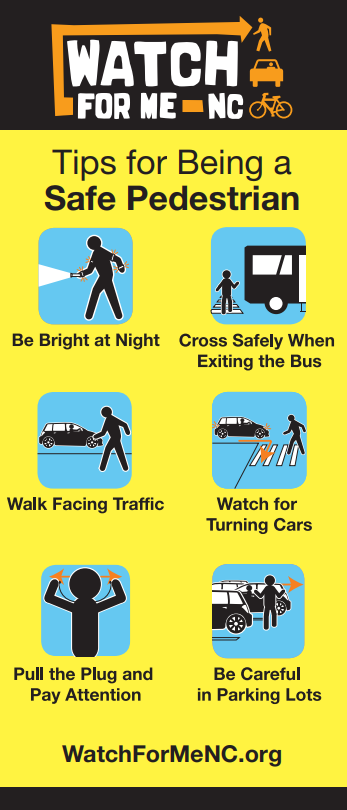 WATCH
FOR ME-NC
Tips for Being a
Safe Pedestrian
Be Bright at Night
Cross Safely When
Exiting the Bus
Walk Facing Traffic
Watch for
Turning Cars
Pull the Plug and
Pay Attention
Be Careful
in Parking Lots
WatchForMeNC.org